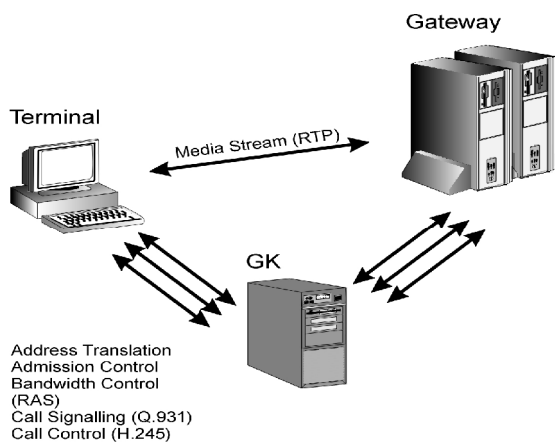 Gateway
Terminal
Media Stream (RTP)
GK
Address Translation
Admission Control
Bandwidth Control
(RAS)
Call Signalling (Q.931)
Call Control (H.245)